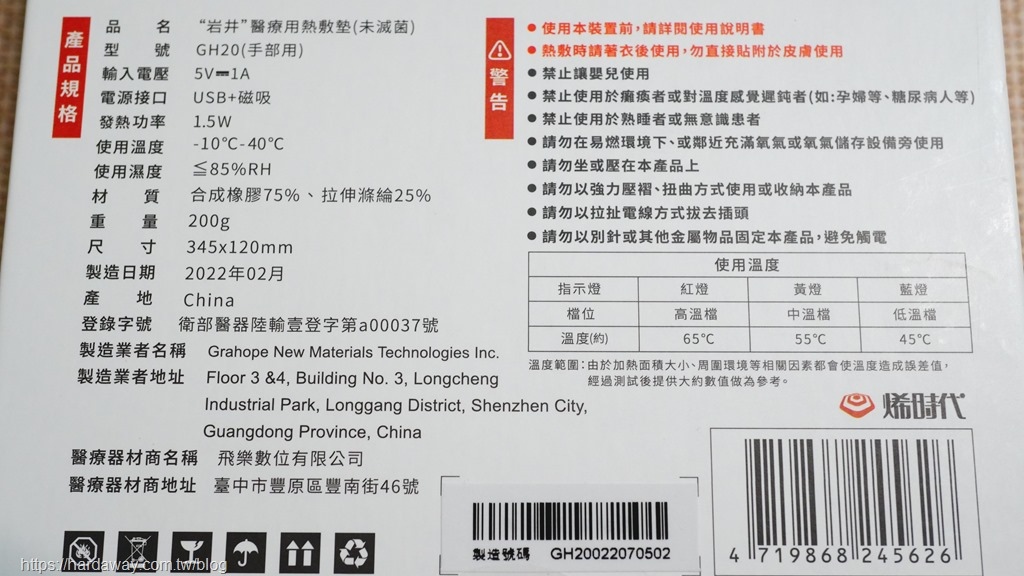 產品規格
品名 “岩井”醫療用熱敷墊(未滅菌)
型號 GH20(手部用)
輸入電壓 5V⎓1A
電源接口 USB+磁吸
發熱功率 1.5W
使用溫度 -10℃-40℃
使用濕度 ≦85%RH
材質 合成橡膠75%、拉伸滌綸25%
重量 200g
尺寸 345x120mm
製造日期 2022年02月
產地 China
登錄字號 衛部醫器陸輸壹登字第a00037號
製造業者名稱 Grahope New Materials Technologies Inc.
製造業者地址 Floor 3 &4, Building No. 3, Longcheng
Industrial Park, Longgang District, Shenzhen City,
Guangdong Province, China
醫療器材商名稱 飛樂數位有限公司
醫療器材商地址 臺中市豐原區豐南街46號
警告
●使用本裝置前,請詳閱使用說明書
●熱敷時請著衣後使用,勿直接貼附於皮膚使用
●禁止讓嬰兒使用
●禁止使用於癱瘓者或對溫度感覺遲鈍者(如:孕婦等、糖尿病人等)
●禁止使用於熟睡者或無意識患者
●請勿在易燃環境下、或鄰近充滿氧氣或氧氣儲存設備旁使用
●請勿坐或壓在本產品上
●請勿以強力壓褶、扭曲方式使用或收納本產品
●請勿以拉扯電線方式拔去插頭
●請勿以別針或其他金屬物品固定本產品,避免觸電
使用溫度
指示燈 紅燈 黃燈 藍燈
檔位 高溫檔 中溫檔 低溫檔
溫度(約) 65℃ 55℃ 45℃
溫度範圍:由於加熱面積大小、周圍環境等相關因素都會使溫度造成誤差值,
經過測試後提供大約數值做為參考。
烯時代
製造號碼 GH20022070502
4 719868 245626
https://hardaway.com.tw/blog